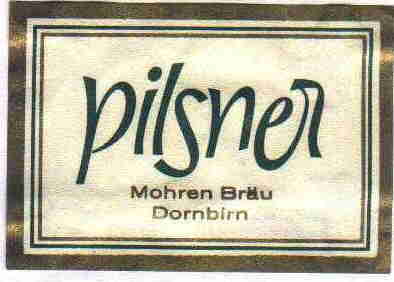 pilsner
Mohren Bräu
Dornbirn